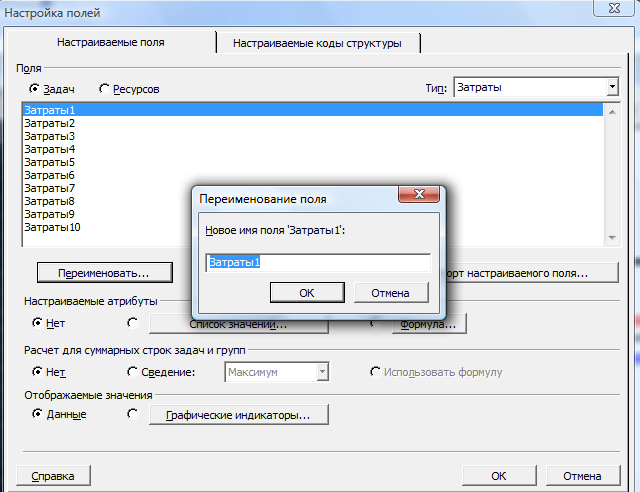 Настройка полей
Настраиваемые поля
Настраиваемые коды структуры
Поля
Задач
Ресурсов
Тип:
Затраты
Затраты1
Затраты2
Затраты3
Затраты4
Затраты5
Затраты6
Затраты7
Затраты8
Затраты9
Затраты10
Переименование поля
Новое имя поля 'Затраты1':
Затраты1
ОК
Отмена
Переименовать...
орт настраиваемого поля...
Настраиваемые атрибуты
Нет
Список значений...
Формула...
Расчет для суммарных строк задач и групп
Нет
Сведение:
Максимум
Использовать формулу
Отображаемые значения
Данные
Графические индикаторы...
Справка
ОК
Отмена